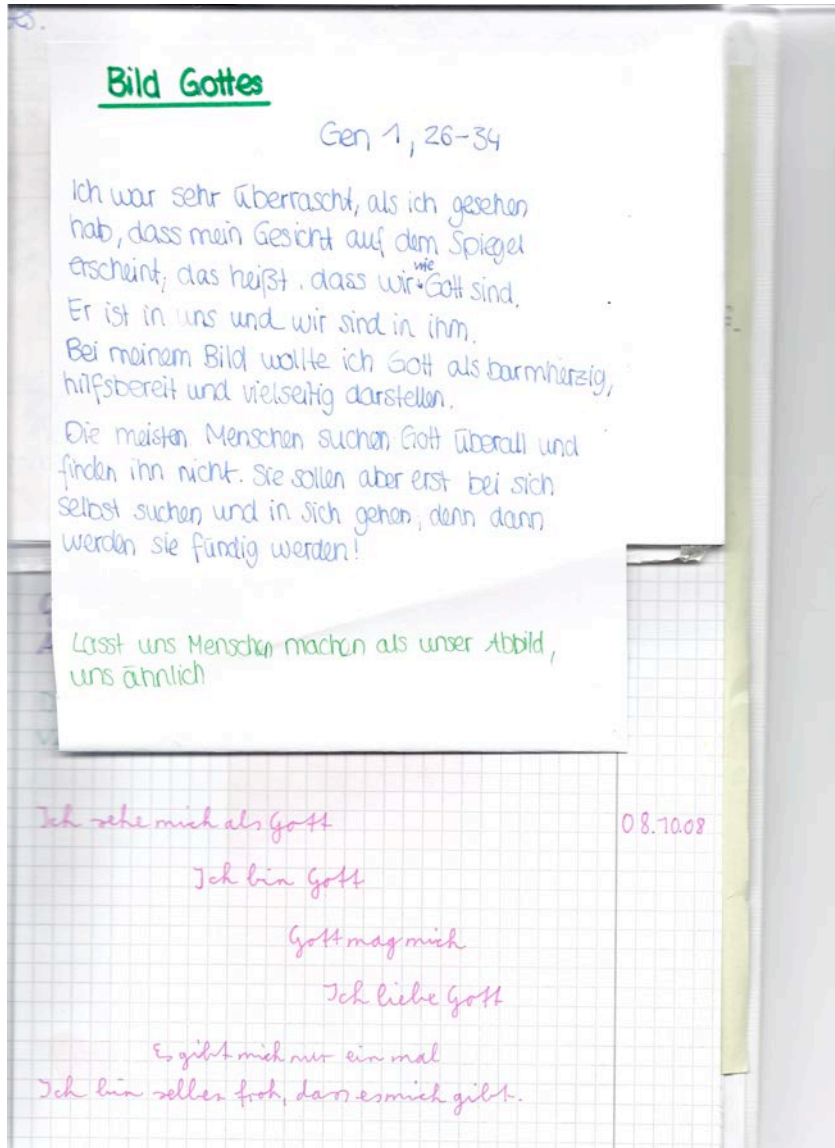 Bild Gottes
Gen 1, 26-34
Ich war sehr überrascht, als ich gesehen
hab, dass mein Gesicht auf dem Spiegel
erscheint, das heißt, dass wir wie Gott sind.
Er ist in uns und wir sind in ihm.
Bei meinem Bild wollte ich Gott als barmherzig,
hilfsbereit und vielseitig darstellen.
Die meisten Menschen suchen Gott überall und
finden ihn nicht. Sie sollen aber erst bei sich
selbst suchen und in sich gehen, denn dann
werden sie fündig werden!
Lasst uns Menschen machen als unser Abbild,
uns ähnlich
Ich sehe mich als Gott 08.10.08
Ich bin Gott
Gott mag mich
Ich liebe Gott
Es gibt mich nur ein mal
Ich bin selber froh, dass es mich gibt.